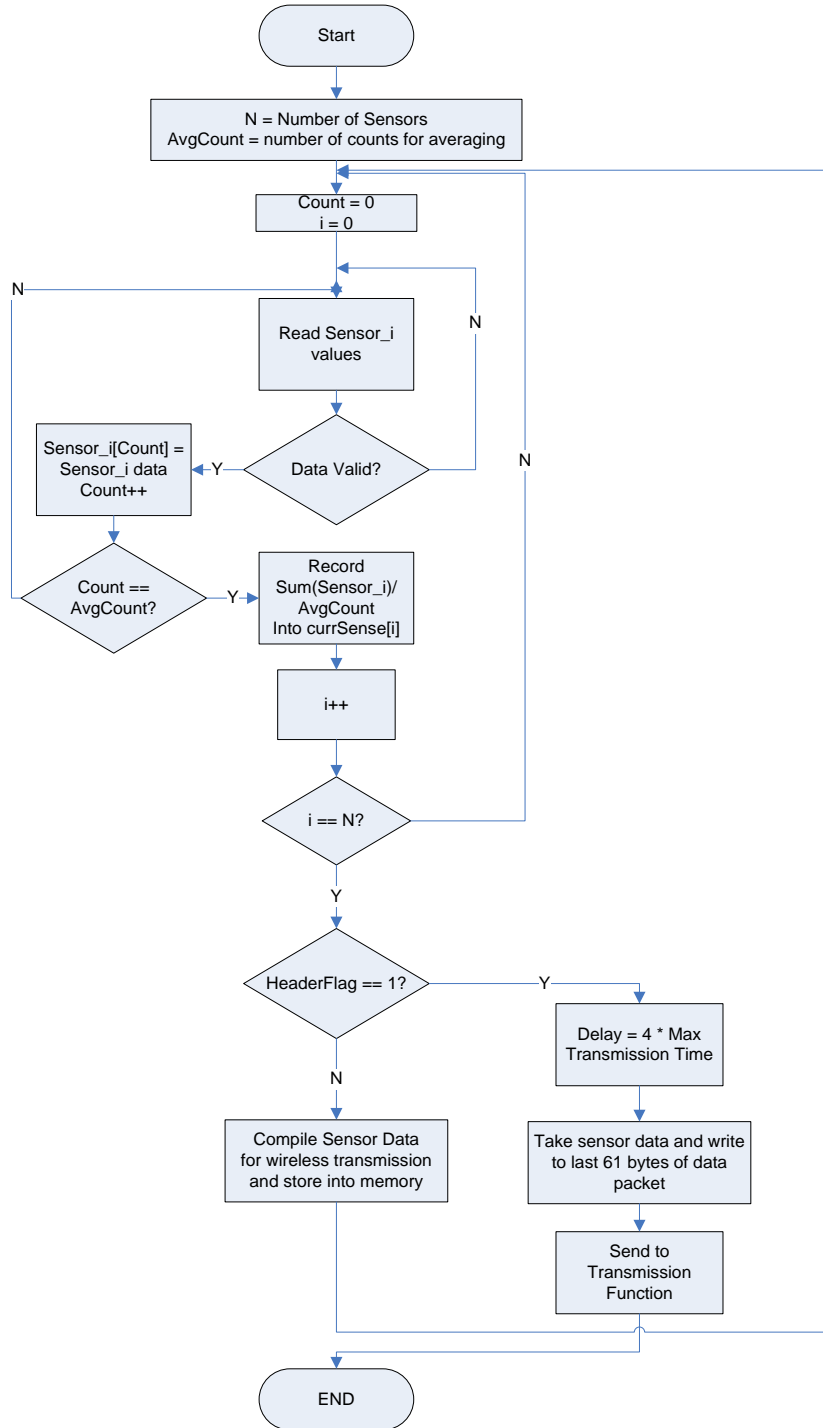 Start
N = Number of Sensors
AvgCount = number of counts for averaging
Count = 0
i = 0
N
Read Sensor_i
values
N
Sensor_i[Count] =
Sensor_i data
Count++
Y
Data Valid?
N
Count ==
AvgCount?
Y
Record
Sum(Sensor_i)/
AvgCount
Into currSense[i]
i++
i == N?
Y
HeaderFlag == 1?
Y
Delay = 4 * Max
Transmission Time
N
Compile Sensor Data
for wireless transmission
and store into memory
Take sensor data and write
to last 61 bytes of data
packet
Send to
Transmission
Function
END